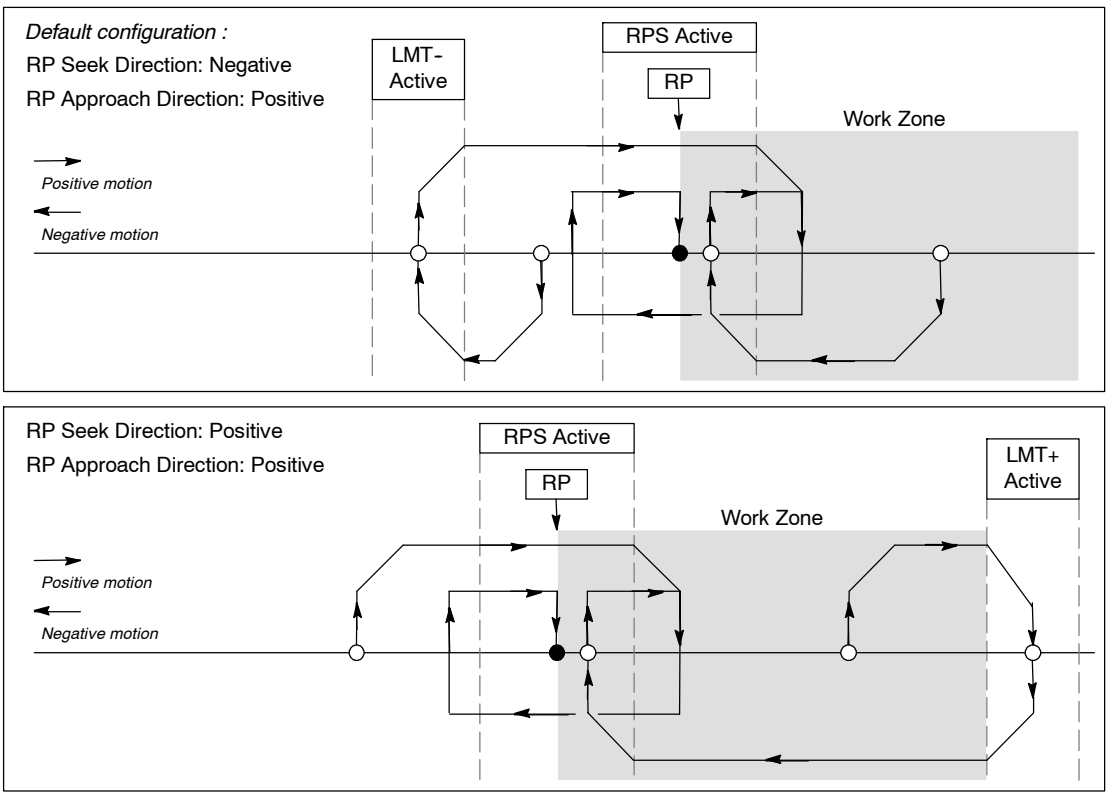 Default configuration :
RP Seek Direction: Negative
RP Approach Direction: Positive
LMT-
Active
RPS Active
RP
Work Zone
Positive motion
Negative motion
RP Seek Direction: Positive
RP Approach Direction: Positive
RPS Active
LMT+
Active
RP
Work Zone
Positive motion
Negative motion